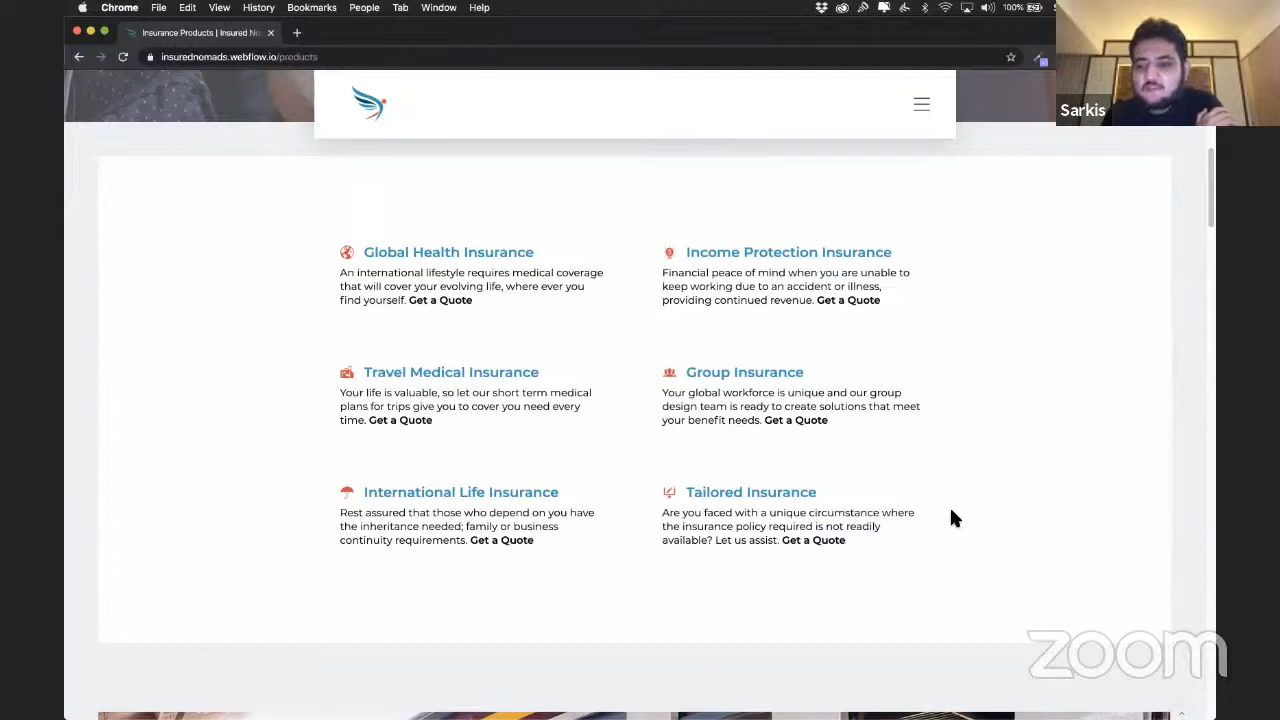 Chrome File Edit View History Bookmarks People Tab Window Help 100%
Insurance Products | Insured No
insurednomads.webflow.io/products
Sarkis
Global Health Insurance
An international lifestyle requires medical coverage
that will cover your evolving life, where ever you
find yourself. Get a Quote
Income Protection Insurance
Financial peace of mind when you are unable to
keep working due to an accident or illness,
providing continued revenue. Get a Quote
Travel Medical Insurance
Your life is valuable, so let our short term medical
plans for trips give you to cover you need every
time. Get a Quote
Group Insurance
Your global workforce is unique and our group
design team is ready to create solutions that meet
your benefit needs. Get a Quote
International Life Insurance
Rest assured that those who depend on you have
the inheritance needed; family or business
continuity requirements. Get a Quote
Tailored Insurance
Are you faced with a unique circumstance where
the insurance policy required is not readily
available? Let us assist. Get a Quote
zoom